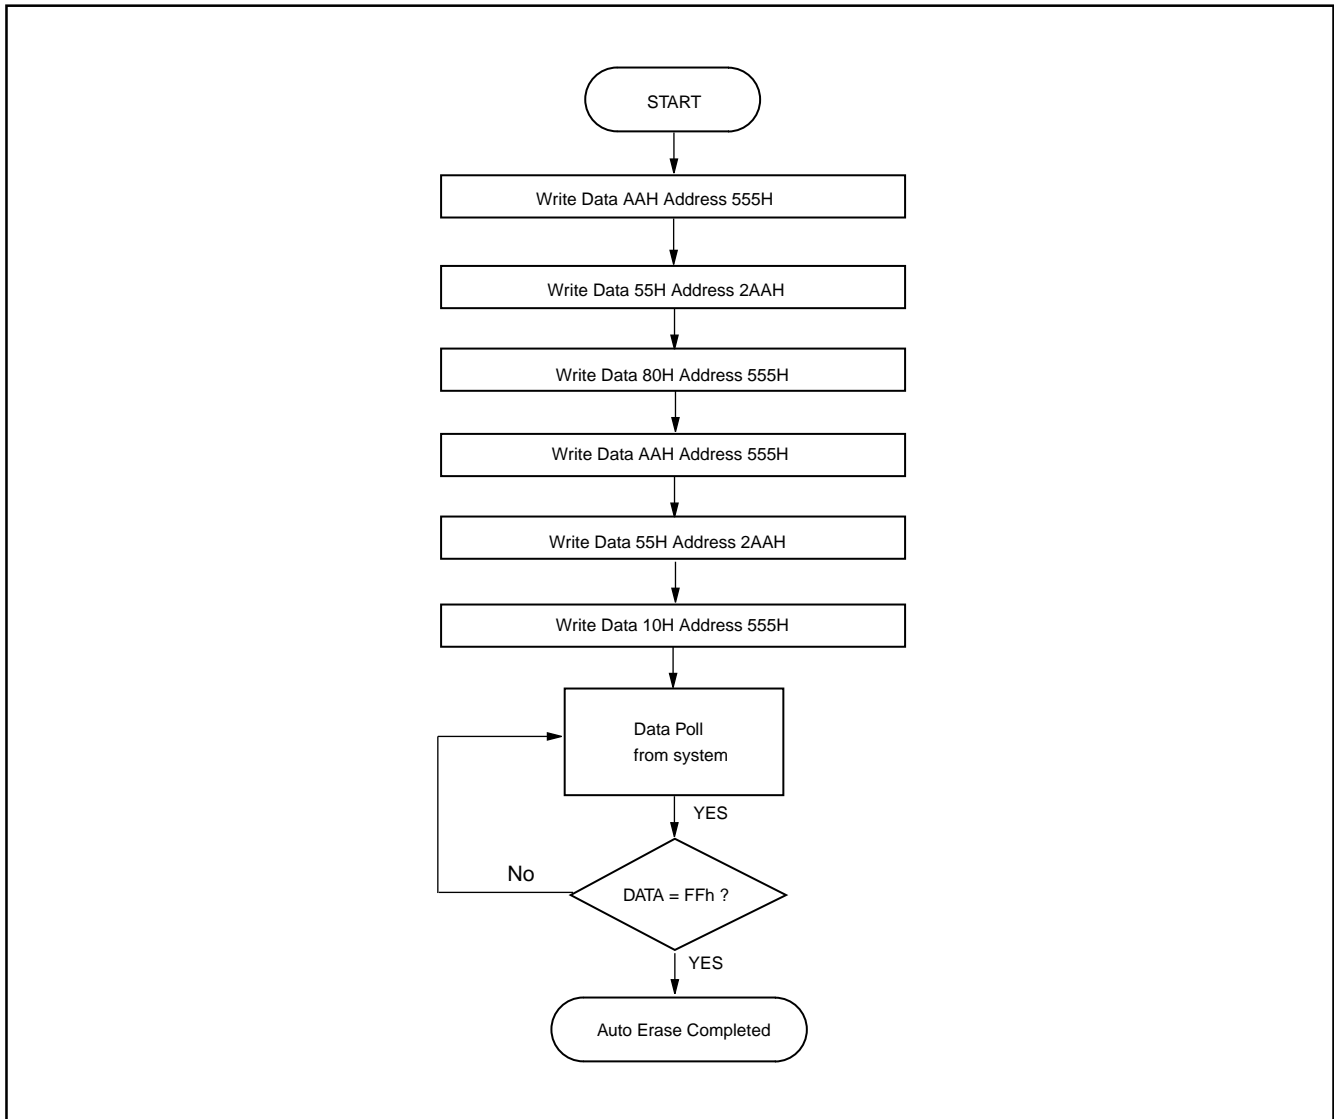 START
Write Data AAH Address 555H
Write Data 55H Address 2AAH
Write Data 80H Address 555H
Write Data AAH Address 555H
Write Data 55H Address 2AAH
Write Data 10H Address 555H
Data Poll
from system
YES
No
DATA = FFh ?
YES
Auto Erase Completed